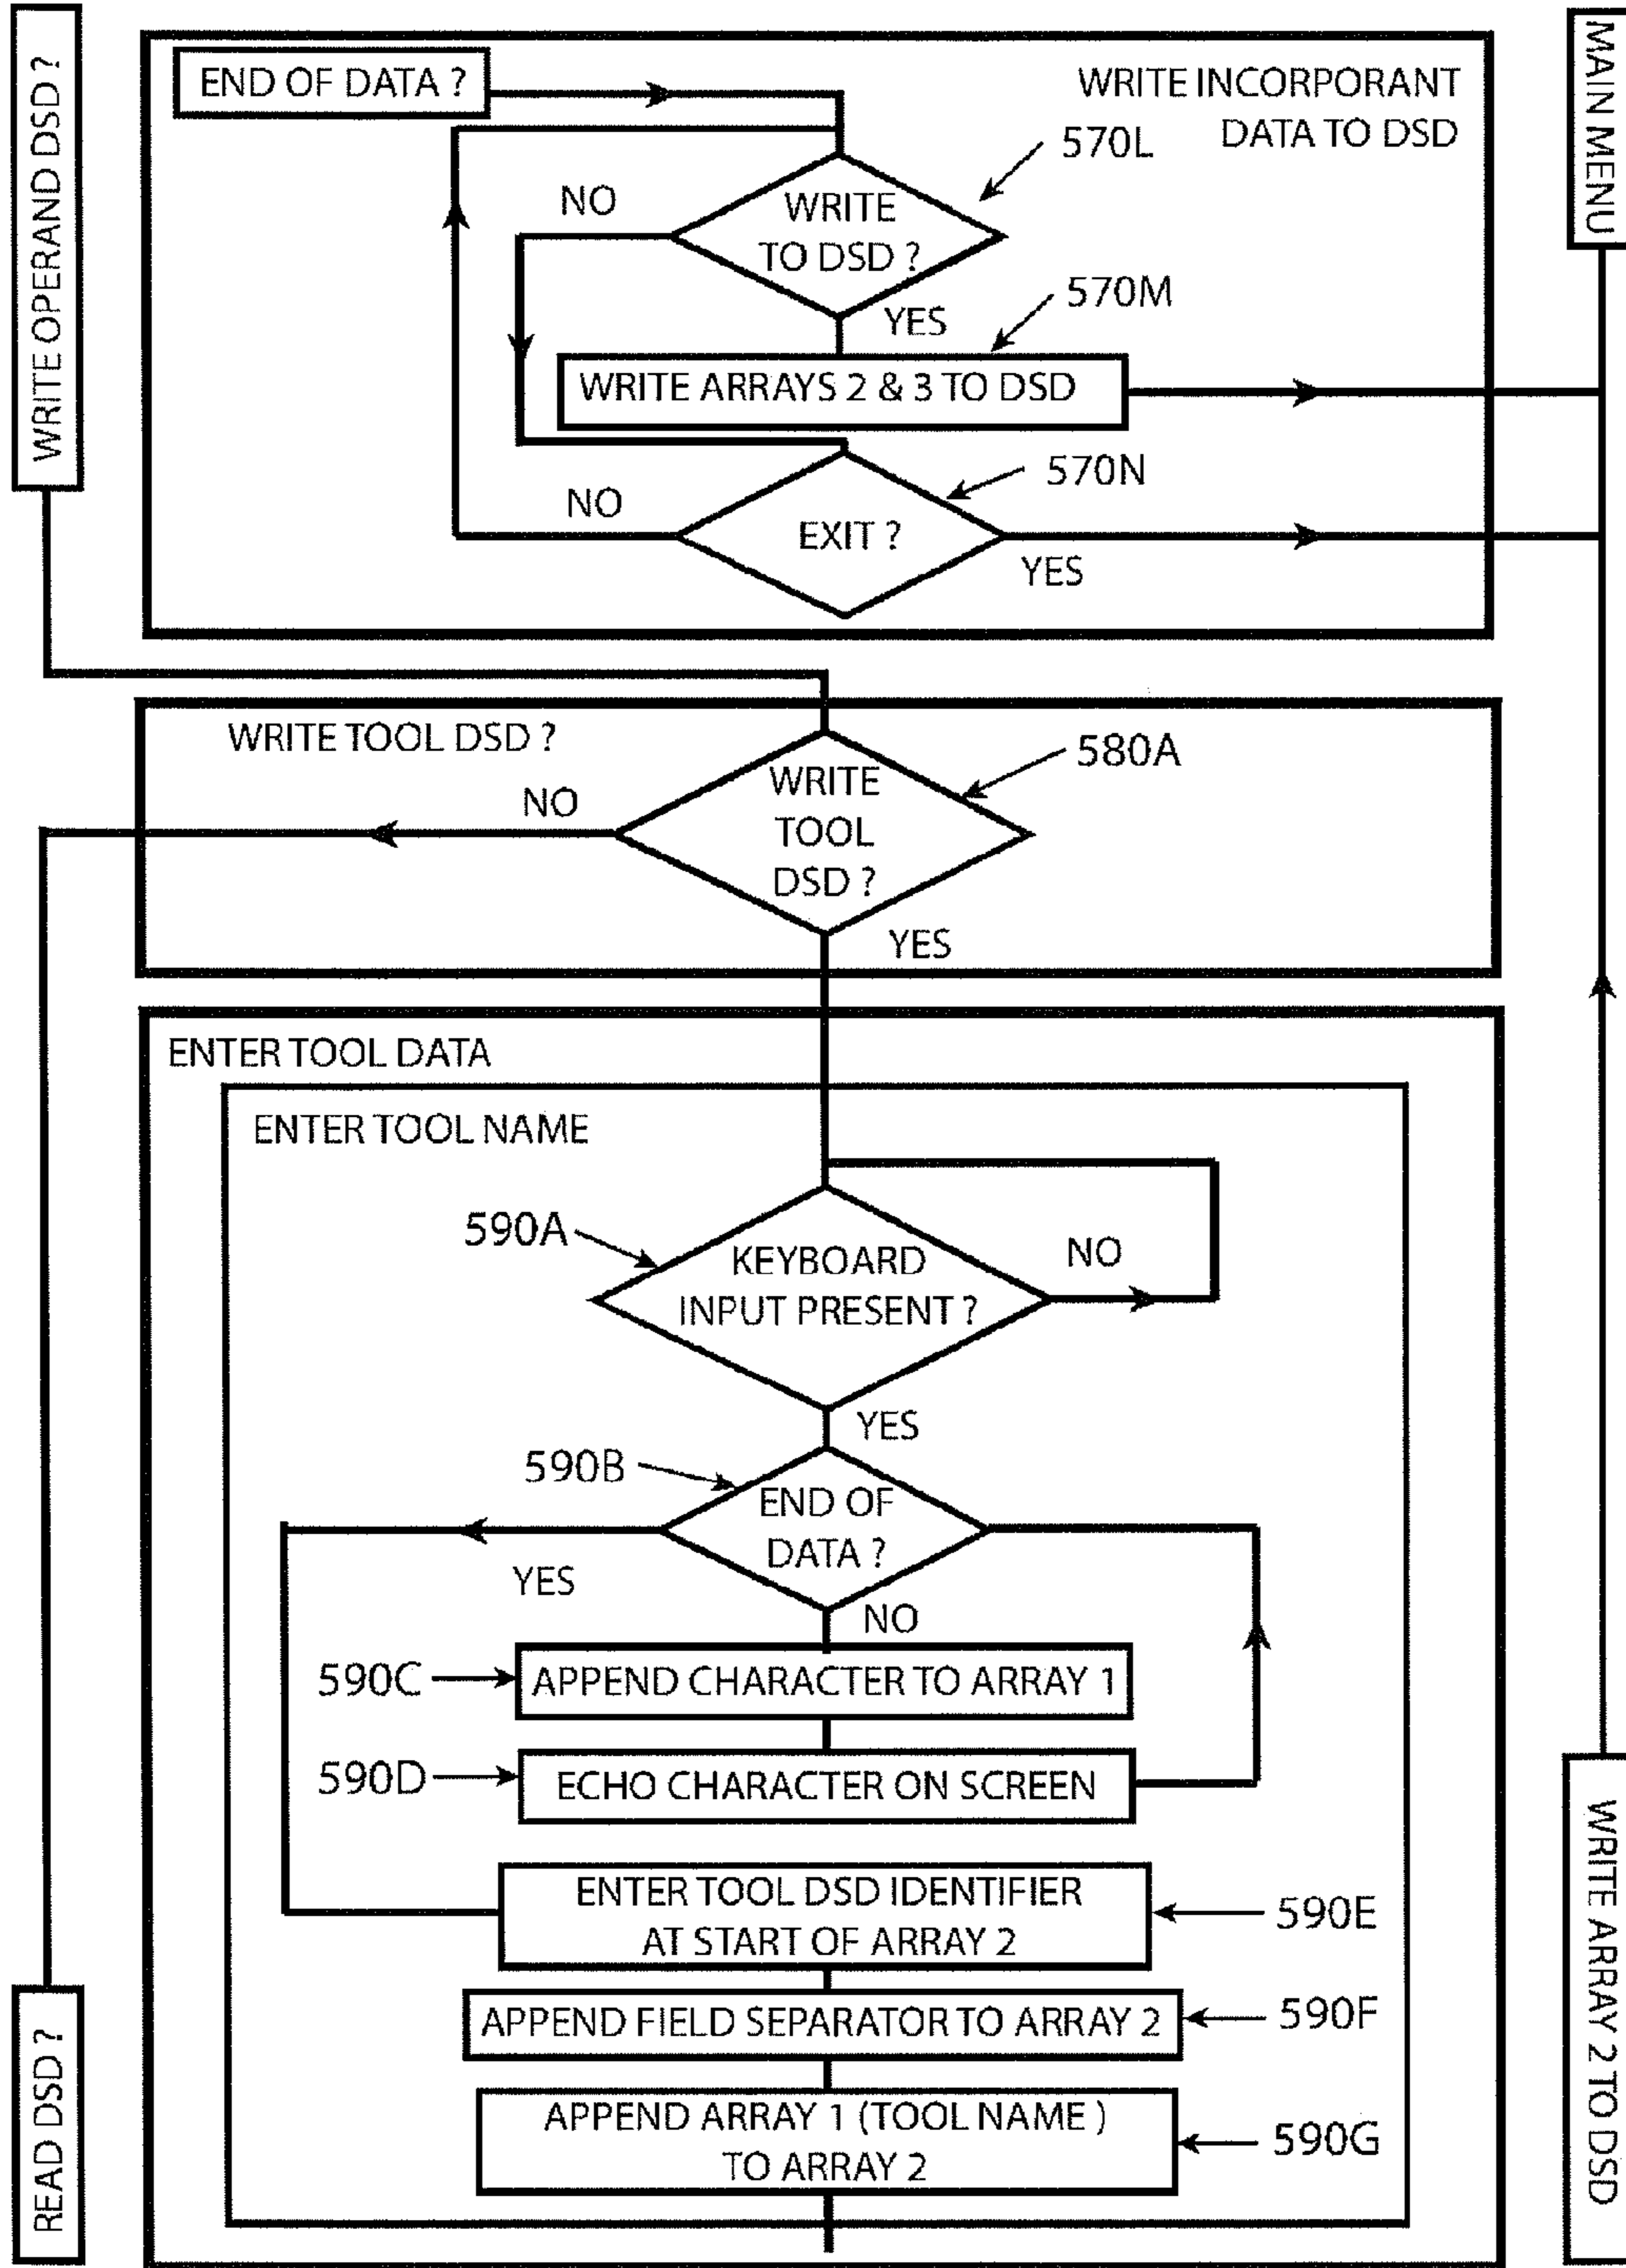 WRITE OPERAND DSD ?
MAIN MENU
END OF DATA ?
WRITE INCORPORANT
DATA TO DSD
570L
NO
WRITE
TO DSD ?
YES
570M
WRITE ARRAYS 2 & 3 TO DSD
570N
NO
EXIT ?
YES
WRITE TOOL DSD ?
580A
NO
WRITE
TOOL
DSD ?
YES
ENTER TOOL DATA
ENTER TOOL NAME
590A
KEYBOARD
INPUT PRESENT ?
NO
YES
590B
END OF
DATA ?
YES
NO
590C
APPEND CHARACTER TO ARRAY 1
590D
ECHO CHARACTER ON SCREEN
ENTER TOOL DSD IDENTIFIER
AT START OF ARRAY 2
590E
APPEND FIELD SEPARATOR TO ARRAY 2
590F
APPEND ARRAY 1 (TOOL NAME )
TO ARRAY 2
590G
READ DSD ?
WRITE ARRAY 2 TO DSD